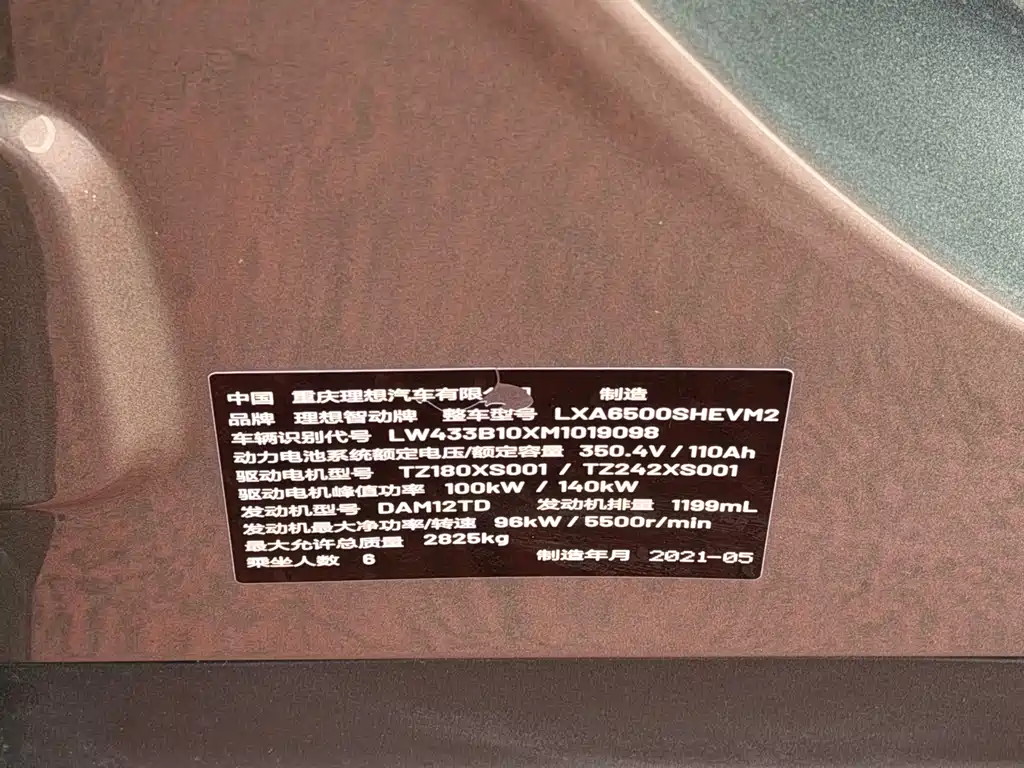 中国 重庆理想汽车有限 制造
品牌 理想智动牌 整车型号 LXA6500SHEVM2
车辆识别代号 LW433B10XM1019098
动力电池系统额定电压/额定容量 350.4V / 110Ah
驱动电机型号 TZ180XS001 / TZ242XS001
驱动电机峰值功率 100kW / 140kW
发动机型号 DAM12TD 发动机排量 1199mL
发动机最大净功率/转速 96kW / 5500r/min
最大允许总质量 2825kg
乘坐人数 6 制造年月 2021-05